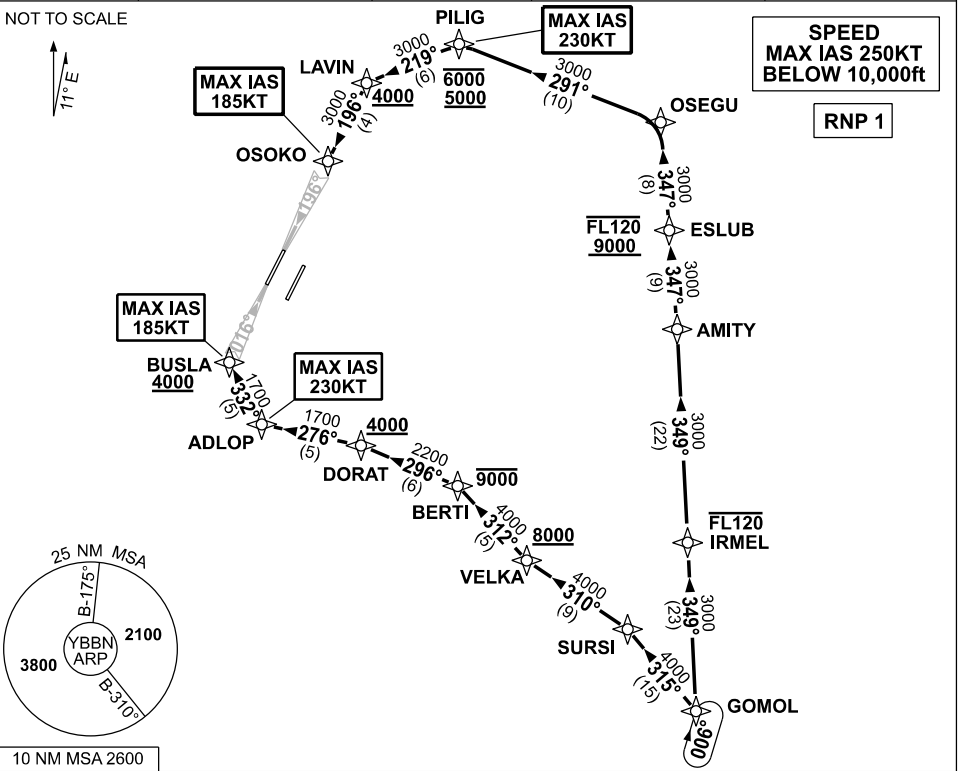 NOT TO SCALE
11° E
PILIG
MAX IAS
230KT
SPEED
MAX IAS 250KT
BELOW 10,000ft
RNP 1
3000
219°
(6)
6000
5000
LAVIN
4000
MAX IAS
185KT
3000
196°
(4)
OSOKO
3000
291°
(10)
OSEGU
3000
347°
(8)
FL120
9000
ESLUB
3000
347°
(9)
AMITY
196°
016°
MAX IAS
185KT
BUSLA
4000
MAX IAS
230KT
1700
332°
(5)
ADLOP
1700
276°
(5)
4000
DORAT
2200
296°
(6)
9000
BERTI
4000
312°
(5)
8000
VELKA
4000
310°
(9)
SURSI
4000
315°
(15)
3000
349°
(22)
FL120
IRMEL
3000
349°
(23)
GOMOL
009°
25 NM MSA
B-175°
YBBN
ARP
2100
3800
B-310°
10 NM MSA 2600